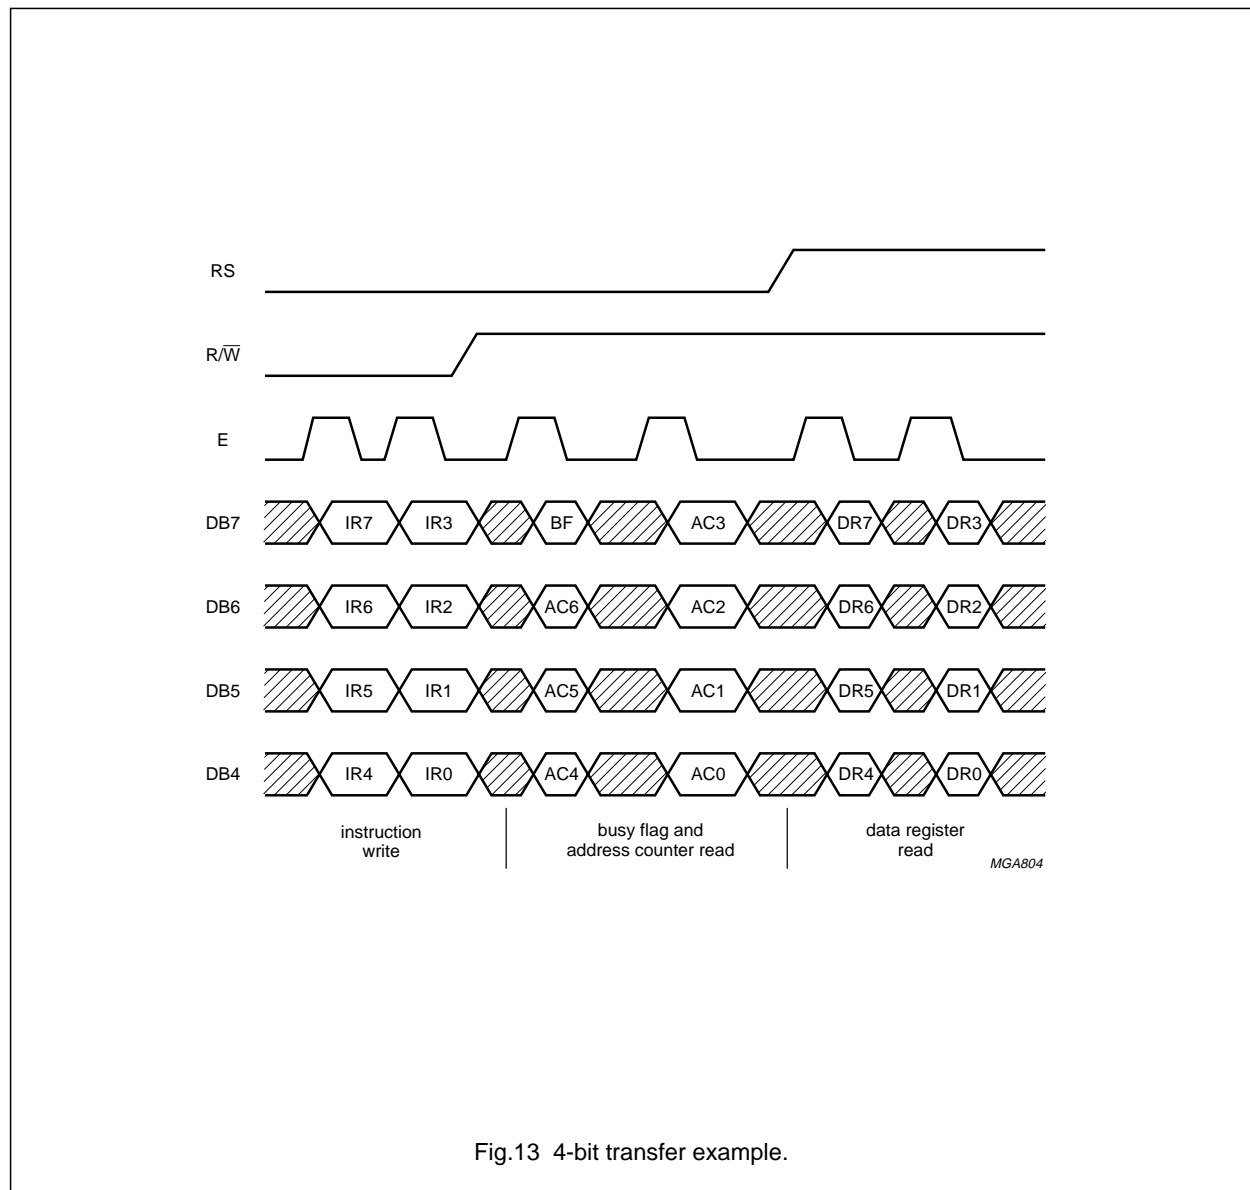 RS
R/W̅
E
DB7 IR7 IR3 BF AC3 DR7 DR3
DB6 IR6 IR2 AC6 AC2 DR6 DR2
DB5 IR5 IR1 AC5 AC1 DR5 DR1
DB4 IR4 IR0 AC4 AC0 DR4 DR0
instruction
write
busy flag and
address counter read
data register
read
MGA804
Fig.13 4-bit transfer example.